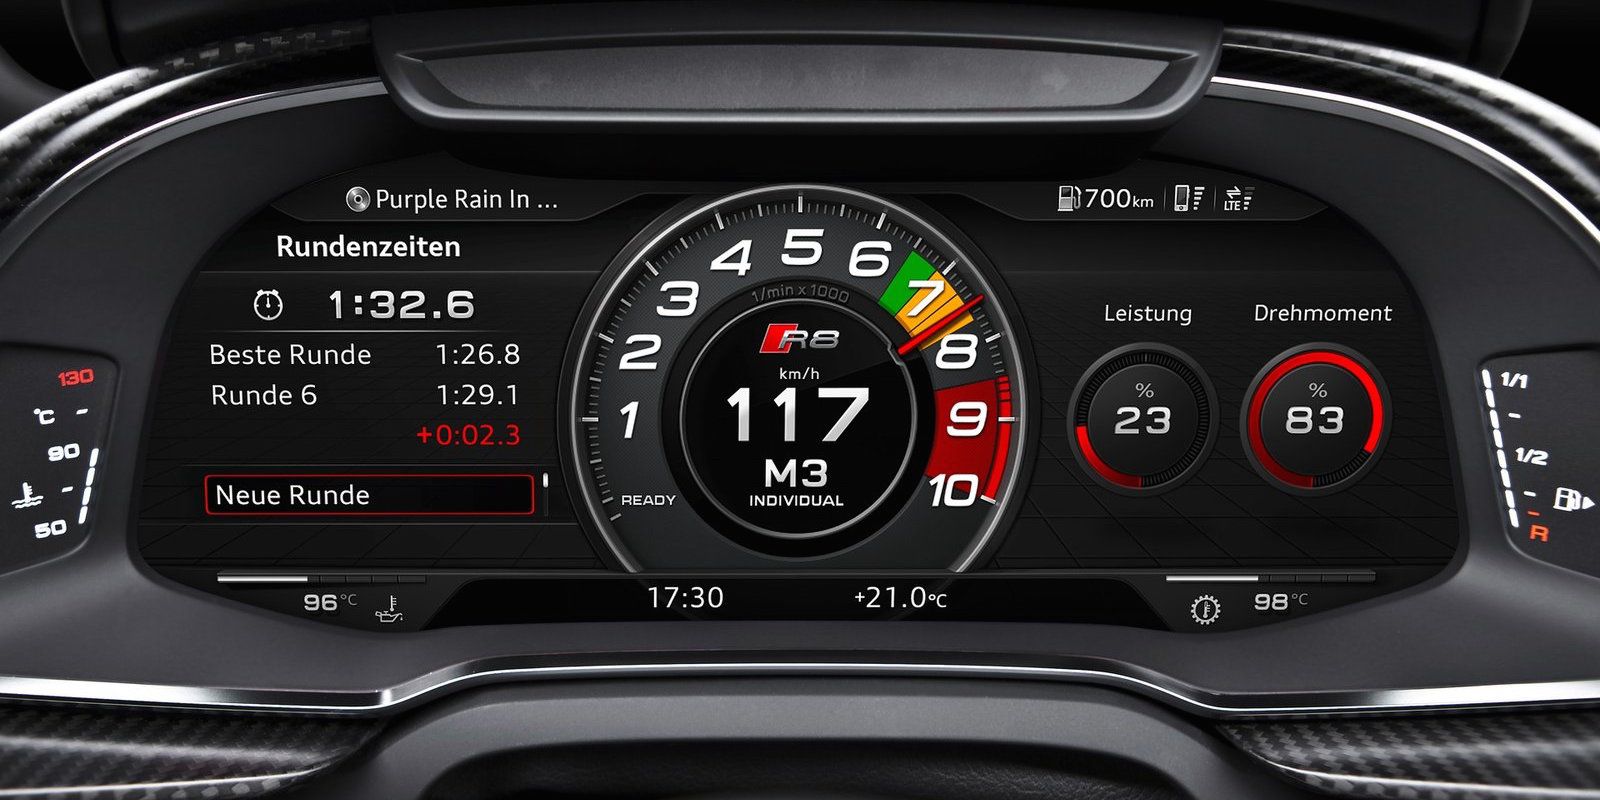 Purple Rain In ...
700km
LTE
Rundenzeiten
1:32.6
Beste Runde 1:26.8
Runde 6 1:29.1
+0:02.3
Neue Runde
1 2 3 4 5 6 7 8 9 10
1/min x 1000
R8
km/h
117
M3
INDIVIDUAL
READY
Leistung
% 23
Drehmoment
% 83
130
°C
90
50
1/1
1/2
R
96°C
17:30
+21.0°C
98°C